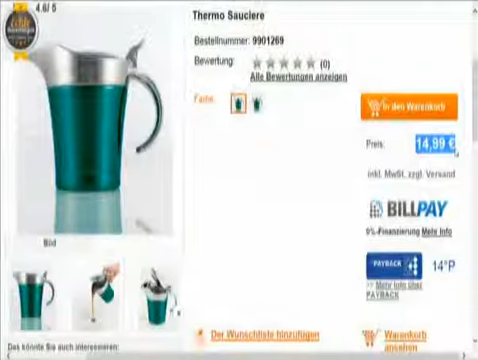 4.6/ 5
Thermo Sauciere
Bestellnummer: 9901269
Bewertung: (0)
Alle Bewertungen anzeigen
Farbe:
In den Warenkorb
Preis: 14,99 €
inkl. MwSt. zzgl. Versand
BILLPAY
0%-Finanzierung Mehr Info
Bild
PAYBACK 14°P
>> Mehr Info über
PAYBACK
Der Wunschliste hinzufügen
Warenkorb
ansehen
Das könnte Sie auch interessieren: